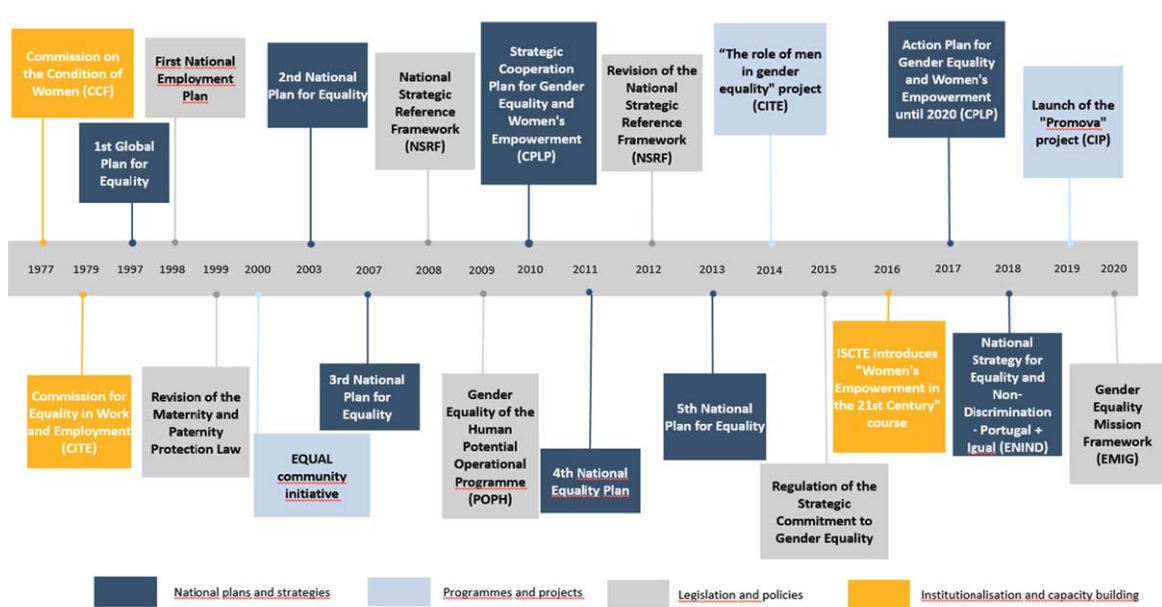 Commission on
the Condition of
Women (CCF)
First National
Employment
Plan
1st Global
Plan for
Equality
2nd National
Plan for Equality
National
Strategic
Reference
Framework
(NSRF)
Strategic
Cooperation
Plan for Gender
Equality and
Women's
Empowerment
(CPLP)
Revision of the
National
Strategic
Reference
Framework
(NSRF)
“The role of men
in gender
equality" project
(CITE)
Action Plan for
Gender Equality
and Women's
Empowerment
until 2020 (CPLP)
Launch of the
"Promova"
project (CIP)
1977 1979 1997 1998 1999 2000 2003 2007 2008 2009 2010 2011 2012 2013 2014 2015 2016 2017 2018 2019 2020
Commission for
Equality in Work
and Employment
(CITE)
Revision of the
Maternity and
Paternity
Protection Law
EQUAL
community
initiative
3rd National
Plan for
Equality
Gender
Equality of the
Human
Potential
Operational
Programme
(POPH)
4th National
Equality Plan
5th National
Plan for Equality
Regulation of the
Strategic
Commitment to
Gender Equality
ISCTE introduces
"Women's
Empowerment in
the 21st Century"
course
National
Strategy for
Equality and
Non-
Discrimination
- Portugal +
Igual (ENIND)
Gender
Equality
Mission
Framework
(EMIG)
National plans and strategies
Programmes and projects
Legislation and policies
Institutionalisation and capacity building